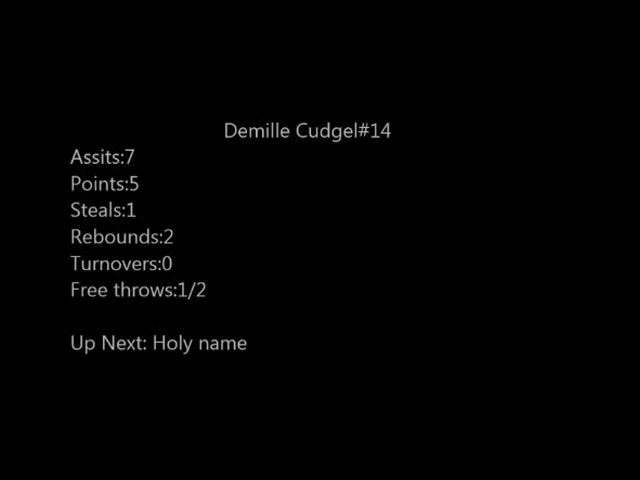 Demille Cudgel#14
Assits:7
Points:5
Steals:1
Rebounds:2
Turnovers:0
Free throws:1/2
Up Next: Holy name